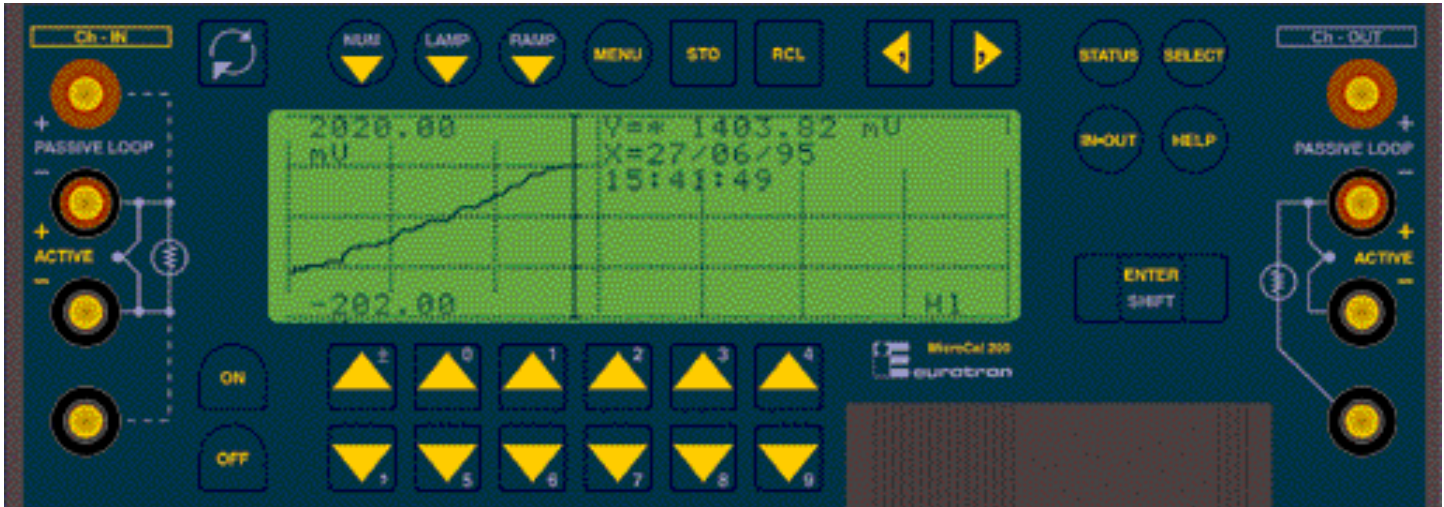 Ch - IN
NUM LAMP RAMP MENU STO RCL , ,
STATUS SELECT
Ch - OUT
+
PASSIVE LOOP
−
+
ACTIVE
−
2020.00
mV
Y=* 1403.82 mV
X=27/06/95
15:41:49
-202.00
M1
IN=OUT HELP
+
PASSIVE LOOP
−
+
ACTIVE
−
ENTER
SHIFT
MicroCal 200
eurotron
ON
± 0 1 2 3 4
OFF
, 5 6 7 8 9